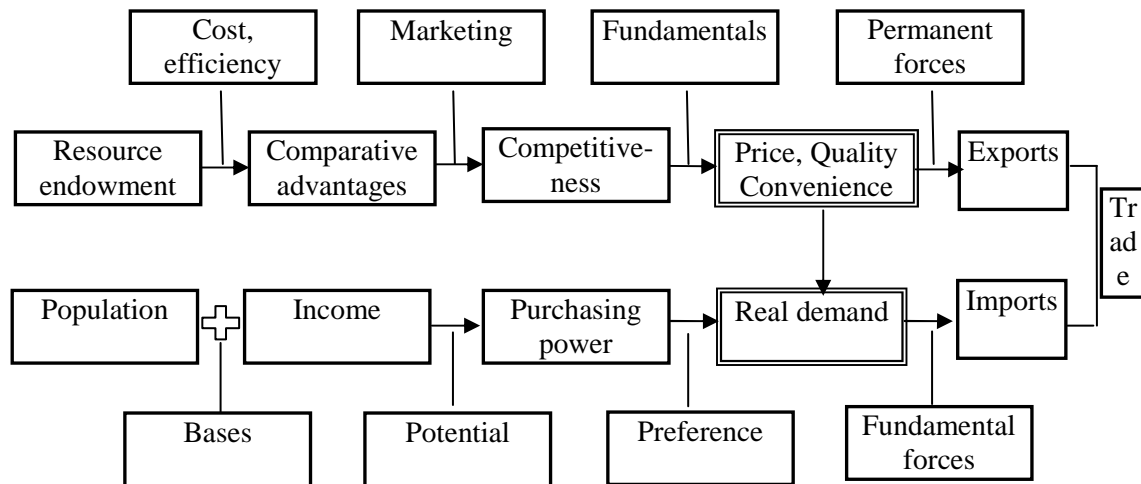 Cost,
efficiency
Marketing
Fundamentals
Permanent
forces
Resource
endowment
Comparative
advantages
Competitive-
ness
Price, Quality
Convenience
Exports
Tr
ad
e
Population
Income
Purchasing
power
Real demand
Imports
Bases
Potential
Preference
Fundamental
forces